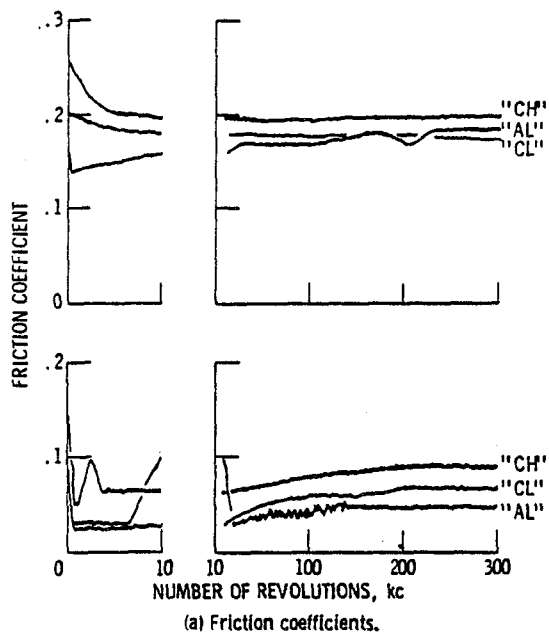 .3
.2
.1
0
"CH"
"AL"
"CL"
FRICTION COEFFICIENT
.2
.1
0
10
10
100
200
300
"CH"
"CL"
"AL"
NUMBER OF REVOLUTIONS, kc
(a) Friction coefficients.